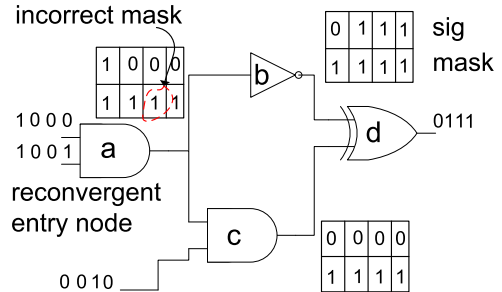 incorrect mask
0 1 1 1 sig
1 1 1 1 mask
1 0 0 0
1 1 1 1
b
1 0 0 0
1 0 0 1
a
d
0111
reconvergent
entry node
c
0 0 0 0
1 1 1 1
0 0 1 0